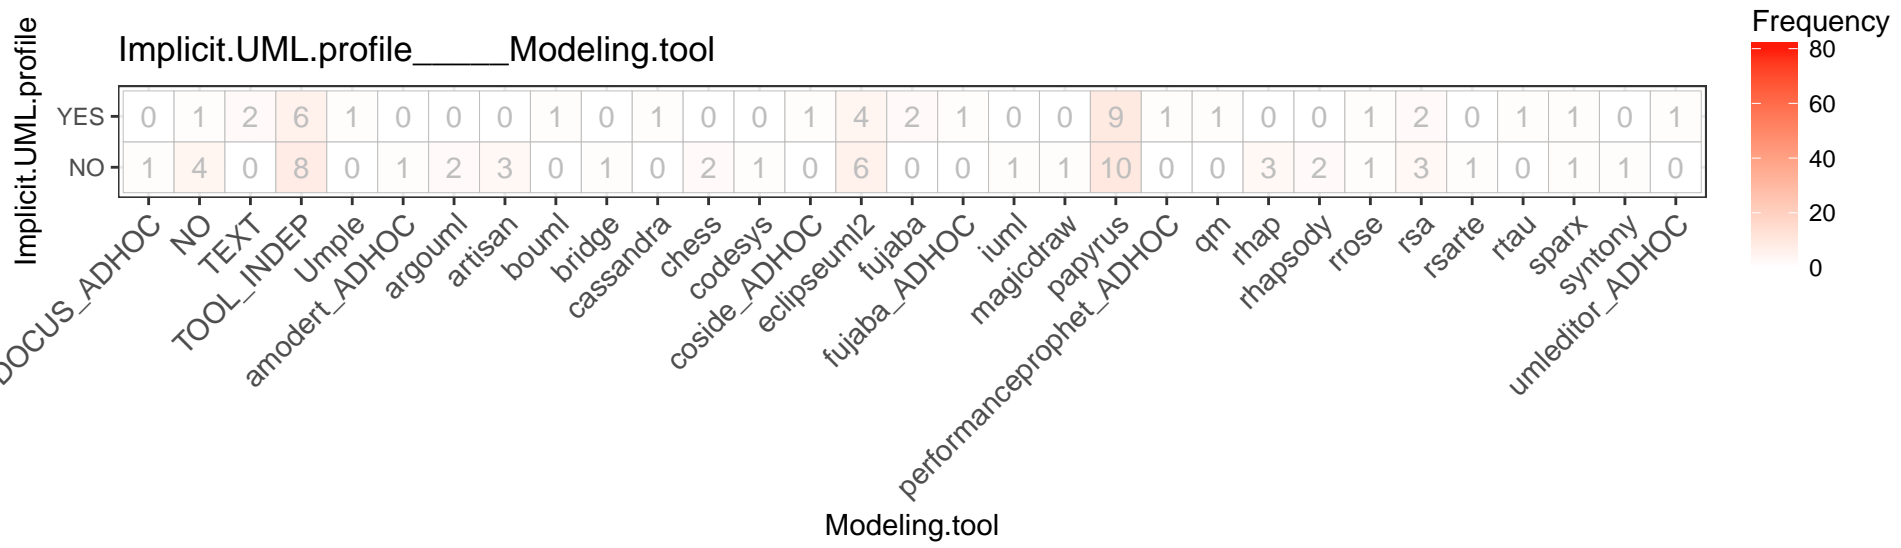 Implicit.UML.profile_____Modeling.tool
Implicit.UML.profile
YES 0 1 2 6 1 0 0 0 1 0 1 0 0 1 4 2 1 0 0 9 1 1 0 0 1 2 0 1 1 0 1
NO 1 4 0 8 0 1 2 3 0 1 0 2 1 0 6 0 0 1 1 10 0 0 3 2 1 3 1 0 1 1 0
DOCUS_ADHOC
NO
TEXT
TOOL_INDEP
Umple
amodert_ADHOC
argouml
artisan
bouml
bridge
cassandra
chess
codesys
coside_ADHOC
eclipseuml2
fujaba
fujaba_ADHOC
iuml
magicdraw
papyrus
performanceprophet_ADHOC
qm
rhap
rhapsody
rrose
rsa
rsarte
rtau
sparx
syntony
umleditor_ADHOC
Modeling.tool
Frequency
80
60
40
20
0